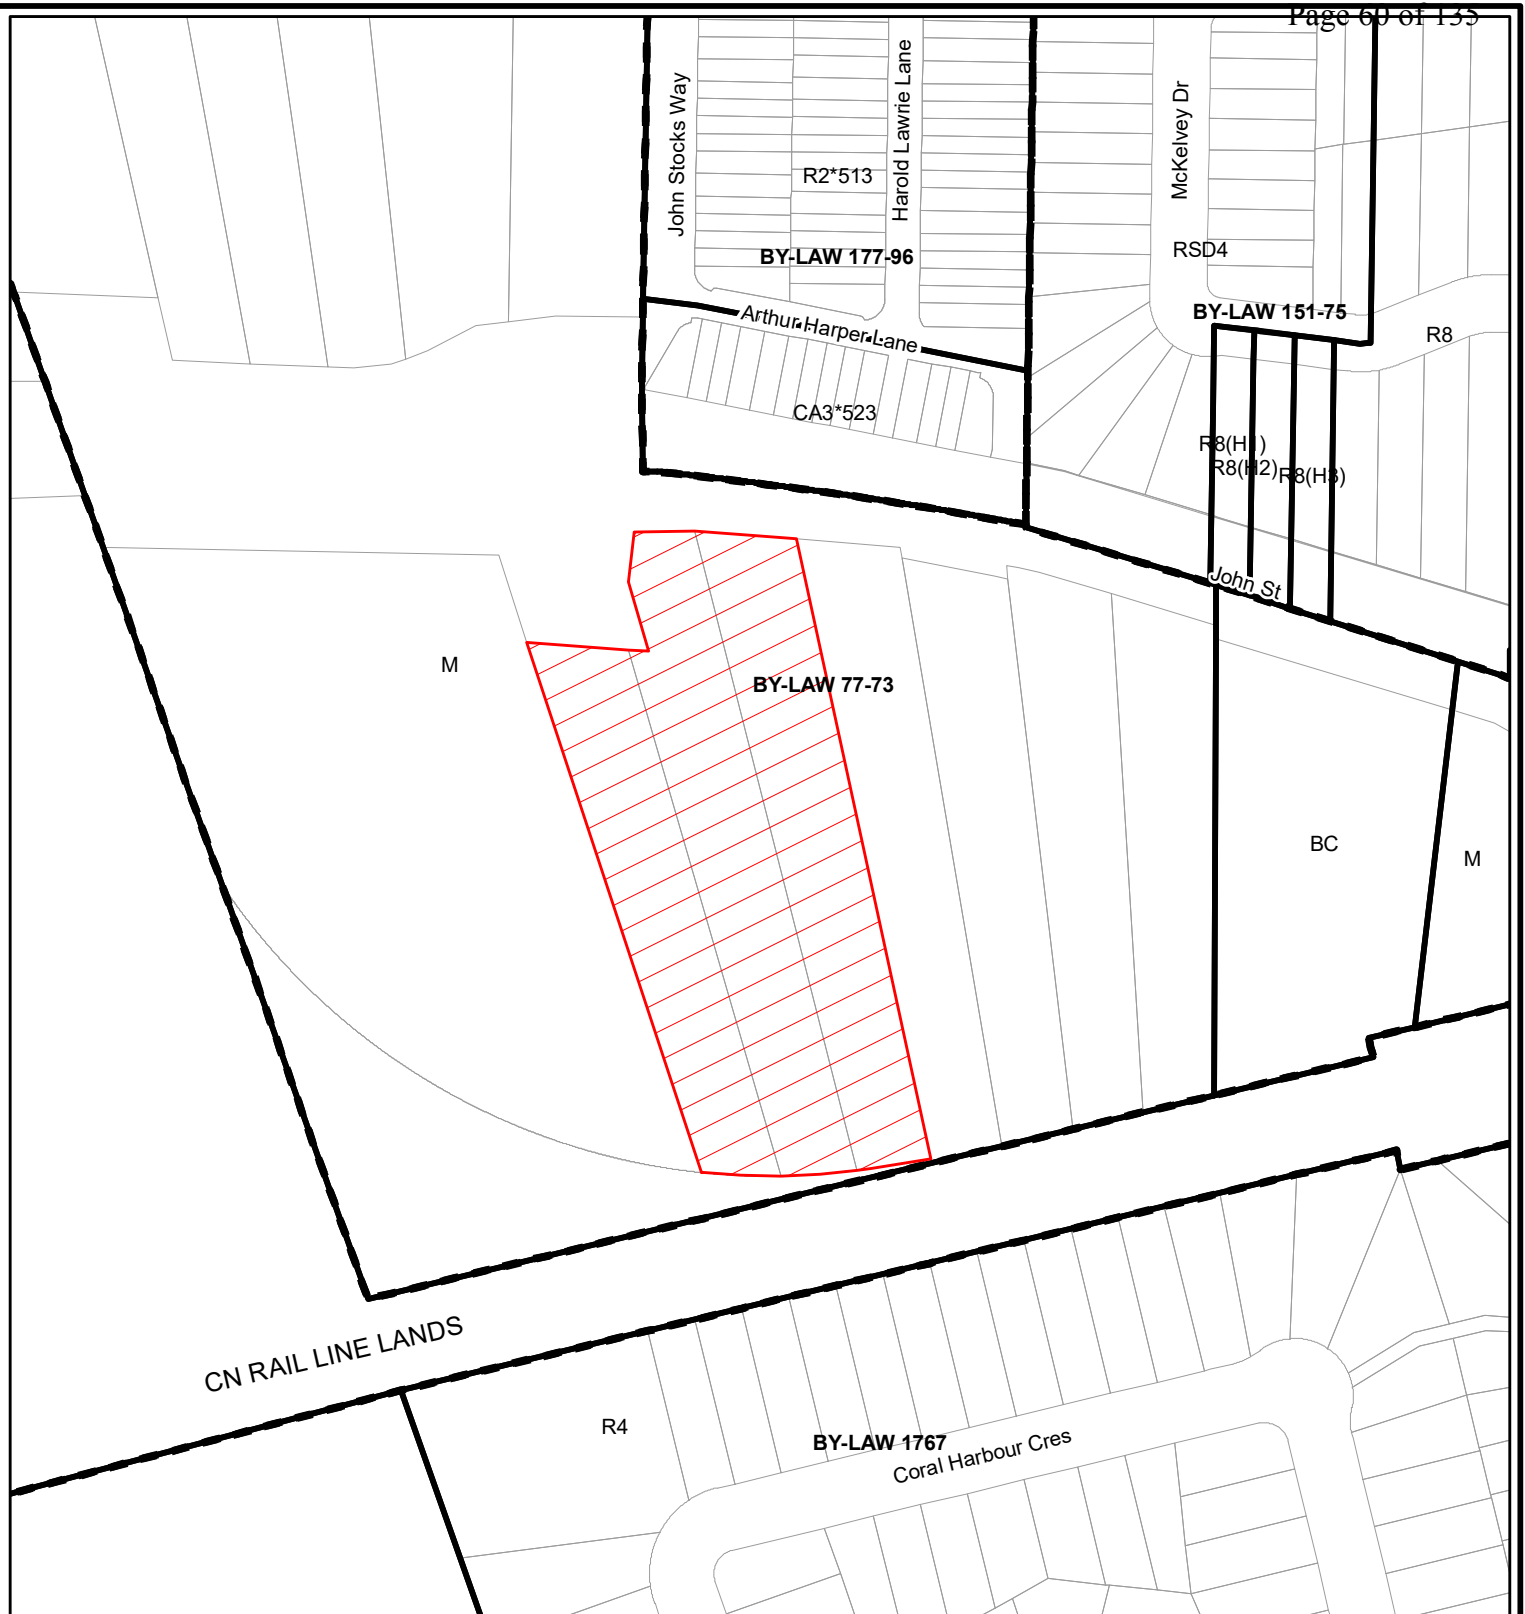 Page 60 of 135
John Stocks Way
Harold Lawrie Lane
McKelvey Dr
R2*513
RSD4
BY-LAW 177-96
BY-LAW 151-75
Arthur Harper Lane
R8
CA3*523
R8(H1)
R8(H2)
R8(H3)
John St
M
BY-LAW 77-73
BC
M
CN RAIL LINE LANDS
R4
BY-LAW 1767
Coral Harbour Cres